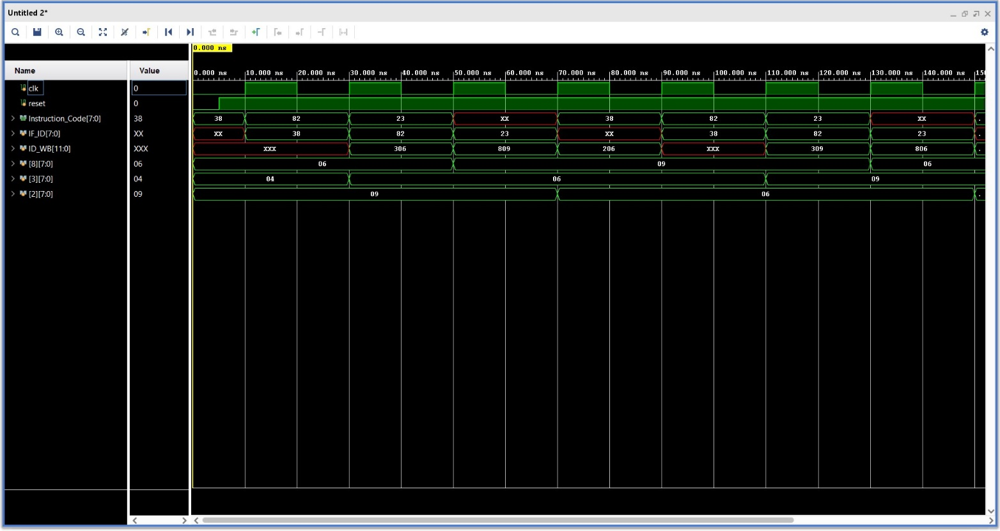 Untitled 2*
0.000 ns
Name Value
0.000 ns 10.000 ns 20.000 ns 30.000 ns 40.000 ns 50.000 ns 60.000 ns 70.000 ns 80.000 ns 90.000 ns 100.000 ns 110.000 ns 120.000 ns 130.000 ns 140.000 ns 150
clk 0
reset 0
Instruction_Code[7:0] 38 38 82 23 XX 38 82 23 XX .
IF_ID[7:0] XX XX 38 82 23 XX 38 82 23 .
ID_WB[11:0] XXX XXX 306 809 206 XXX 309 806 .
[8][7:0] 06 06 09 06
[3][7:0] 04 04 06 09
[2][7:0] 09 09 06 .